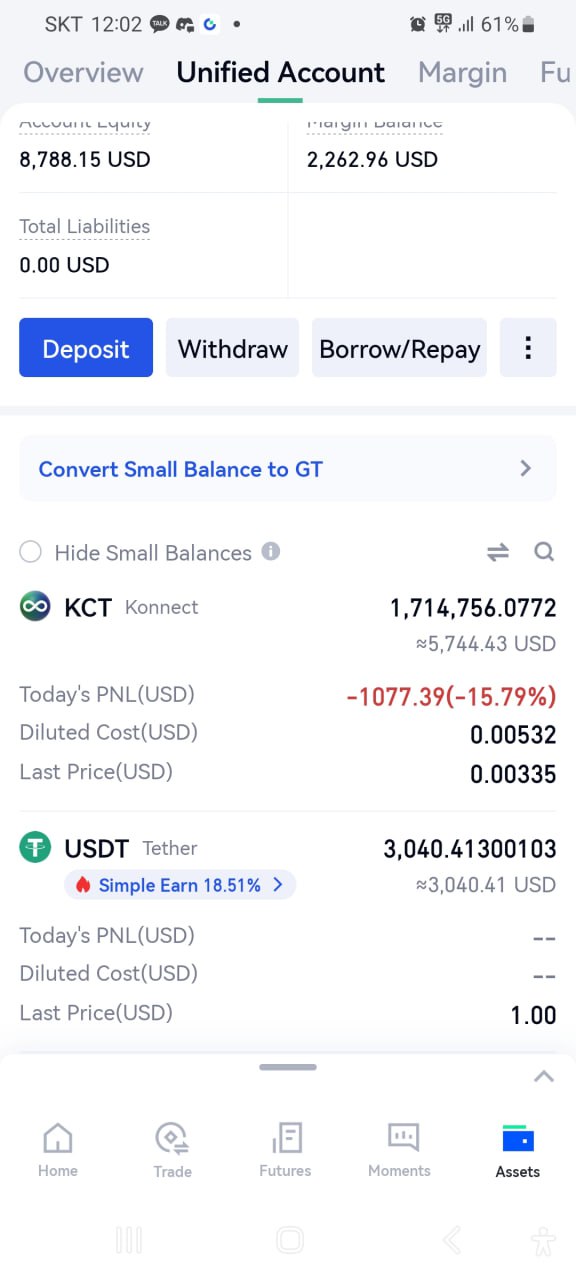 SKT 12:02 TALK 5G 61%
Overview Unified Account Margin Fu
Account Equity Margin Balance
8,788.15 USD 2,262.96 USD
Total Liabilities
0.00 USD
Deposit Withdraw Borrow/Repay
Convert Small Balance to GT
Hide Small Balances
KCT Konnect 1,714,756.0772
≈5,744.43 USD
Today's PNL(USD) -1077.39(-15.79%)
Diluted Cost(USD) 0.00532
Last Price(USD) 0.00335
USDT Tether 3,040.41300103
Simple Earn 18.51% ≈3,040.41 USD
Today's PNL(USD) --
Diluted Cost(USD) --
Last Price(USD) 1.00
Home Trade Futures Moments Assets